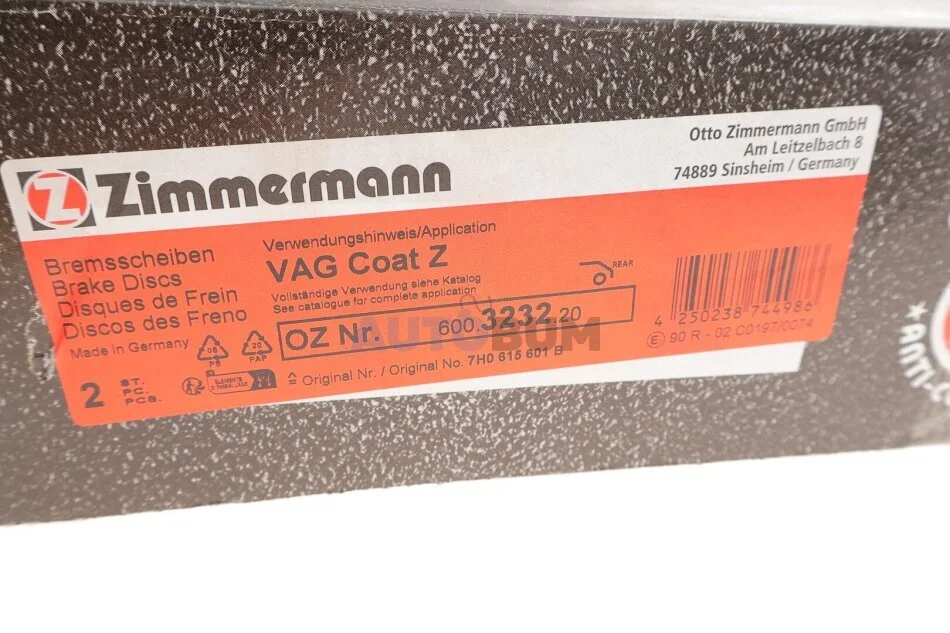 Zimmermann
Otto Zimmermann GmbH
Am Leitzelbach 8
74889 Sinsheim / Germany
Bremsscheiben
Brake Discs
Disques de Frein
Discos des Freno
Made in Germany
Verwendungshinweis/Application
VAG Coat Z
Vollständige Verwendung siehe Katalog
See catalogue for complete application
REAR
OZ Nr. 600.3232.20
AUTOBUM
4 250238 744986
E 90 R - 02 C0197/0074
2 ST.
PC.
PCS.
PS
20
PAP
ÉLÉMENTS
D'EMBALLAGE
≙ Original Nr. / Original No. 7H0 615 601 B
ANTI-